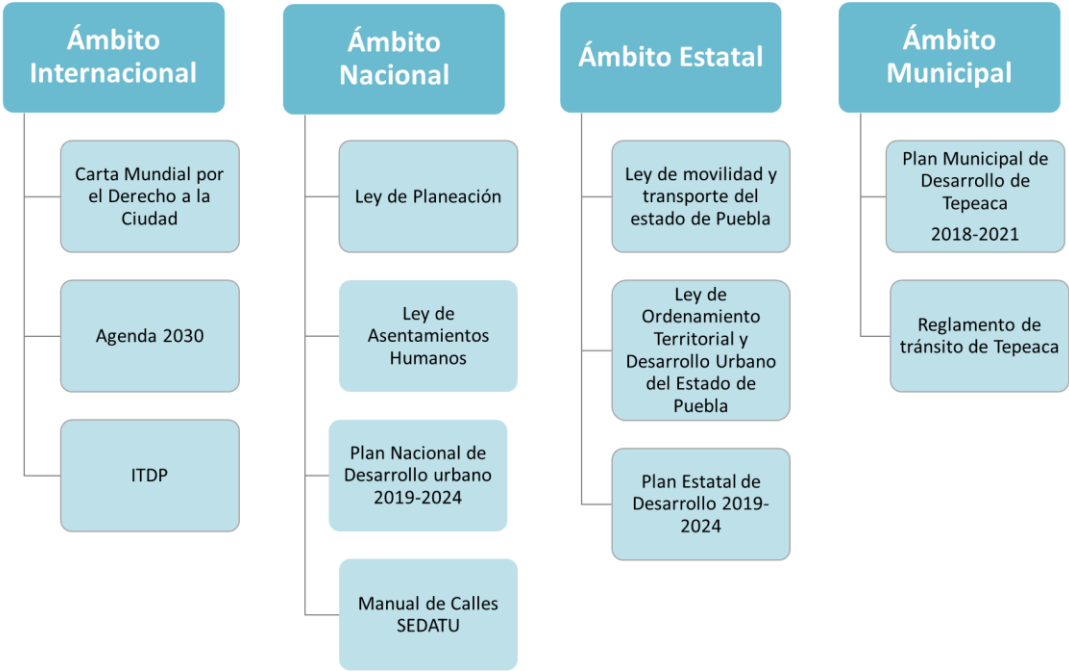 Ámbito
Internacional
Carta Mundial por
el Derecho a la
Ciudad
Agenda 2030
ITDP
Ámbito
Nacional
Ley de Planeación
Ley de
Asentamientos
Humanos
Plan Nacional de
Desarrollo urbano
2019-2024
Manual de Calles
SEDATU
Ámbito Estatal
Ley de movilidad y
transporte del
estado de Puebla
Ley de
Ordenamiento
Territorial y
Desarrollo Urbano
del Estado de
Puebla
Plan Estatal de
Desarrollo 2019-
2024
Ámbito
Municipal
Plan Municipal de
Desarrollo de
Tepeaca
2018-2021
Reglamento de
tránsito de Tepeaca